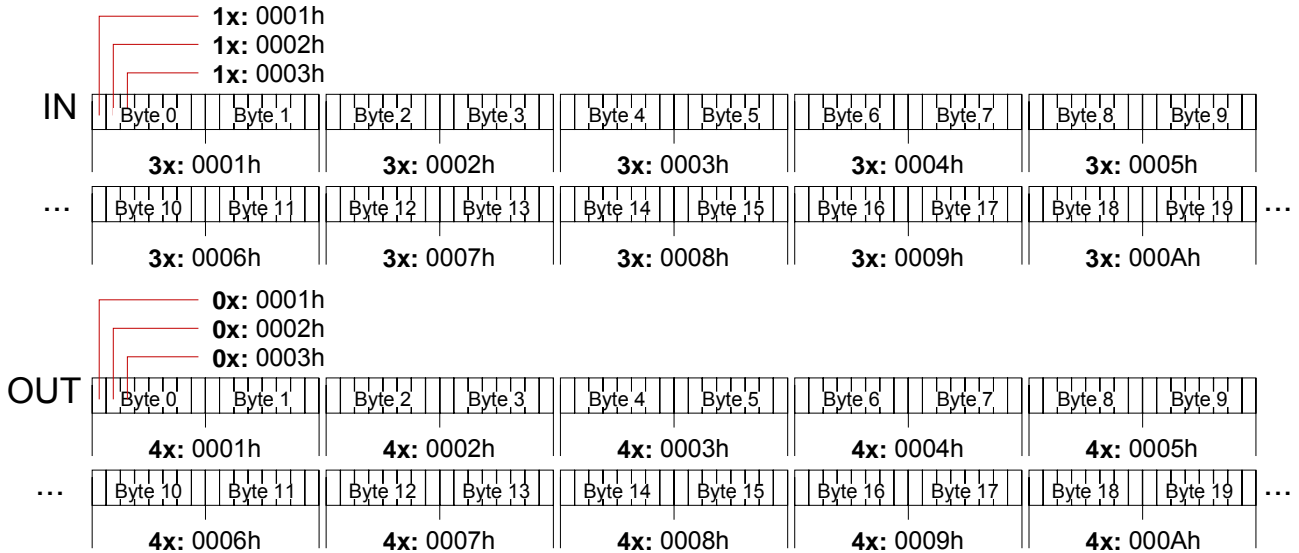 1x: 0001h
1x: 0002h
1x: 0003h
IN Byte 0 Byte 1 Byte 2 Byte 3 Byte 4 Byte 5 Byte 6 Byte 7 Byte 8 Byte 9
3x: 0001h 3x: 0002h 3x: 0003h 3x: 0004h 3x: 0005h
... Byte 10 Byte 11 Byte 12 Byte 13 Byte 14 Byte 15 Byte 16 Byte 17 Byte 18 Byte 19 ...
3x: 0006h 3x: 0007h 3x: 0008h 3x: 0009h 3x: 000Ah
0x: 0001h
0x: 0002h
0x: 0003h
OUT Byte 0 Byte 1 Byte 2 Byte 3 Byte 4 Byte 5 Byte 6 Byte 7 Byte 8 Byte 9
4x: 0001h 4x: 0002h 4x: 0003h 4x: 0004h 4x: 0005h
... Byte 10 Byte 11 Byte 12 Byte 13 Byte 14 Byte 15 Byte 16 Byte 17 Byte 18 Byte 19 ...
4x: 0006h 4x: 0007h 4x: 0008h 4x: 0009h 4x: 000Ah